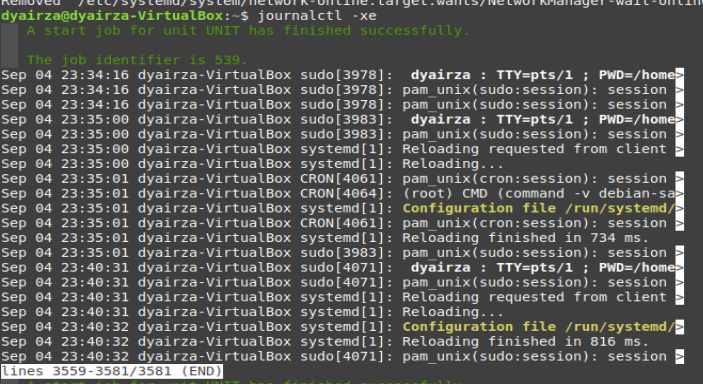 Removed "/etc/systemd/system/network-online.target.wants/NetworkManager-wait-onlin
dyairza@dyairza-VirtualBox:~$ journalctl -xe
A start job for unit UNIT has finished successfully.
The job identifier is 539.
Sep 04 23:34:16 dyairza-VirtualBox sudo[3978]:  dyairza : TTY=pts/1 ; PWD=/home>
Sep 04 23:34:16 dyairza-VirtualBox sudo[3978]: pam_unix(sudo:session): session >
Sep 04 23:34:16 dyairza-VirtualBox sudo[3978]: pam_unix(sudo:session): session >
Sep 04 23:35:00 dyairza-VirtualBox sudo[3983]:  dyairza : TTY=pts/1 ; PWD=/home>
Sep 04 23:35:00 dyairza-VirtualBox sudo[3983]: pam_unix(sudo:session): session >
Sep 04 23:35:00 dyairza-VirtualBox systemd[1]: Reloading requested from client >
Sep 04 23:35:00 dyairza-VirtualBox systemd[1]: Reloading...
Sep 04 23:35:01 dyairza-VirtualBox CRON[4061]: pam_unix(cron:session): session >
Sep 04 23:35:01 dyairza-VirtualBox CRON[4064]: (root) CMD (command -v debian-sa>
Sep 04 23:35:01 dyairza-VirtualBox systemd[1]: Configuration file /run/systemd/>
Sep 04 23:35:01 dyairza-VirtualBox CRON[4061]: pam_unix(cron:session): session >
Sep 04 23:35:01 dyairza-VirtualBox systemd[1]: Reloading finished in 734 ms.
Sep 04 23:35:01 dyairza-VirtualBox sudo[3983]: pam_unix(sudo:session): session >
Sep 04 23:40:31 dyairza-VirtualBox sudo[4071]:  dyairza : TTY=pts/1 ; PWD=/home>
Sep 04 23:40:31 dyairza-VirtualBox sudo[4071]: pam_unix(sudo:session): session >
Sep 04 23:40:31 dyairza-VirtualBox systemd[1]: Reloading requested from client >
Sep 04 23:40:31 dyairza-VirtualBox systemd[1]: Reloading...
Sep 04 23:40:32 dyairza-VirtualBox systemd[1]: Configuration file /run/systemd/>
Sep 04 23:40:32 dyairza-VirtualBox systemd[1]: Reloading finished in 816 ms.
Sep 04 23:40:32 dyairza-VirtualBox sudo[4071]: pam_unix(sudo:session): session >
lines 3559-3581/3581 (END)
A start job for unit UNIT has finished successfully.